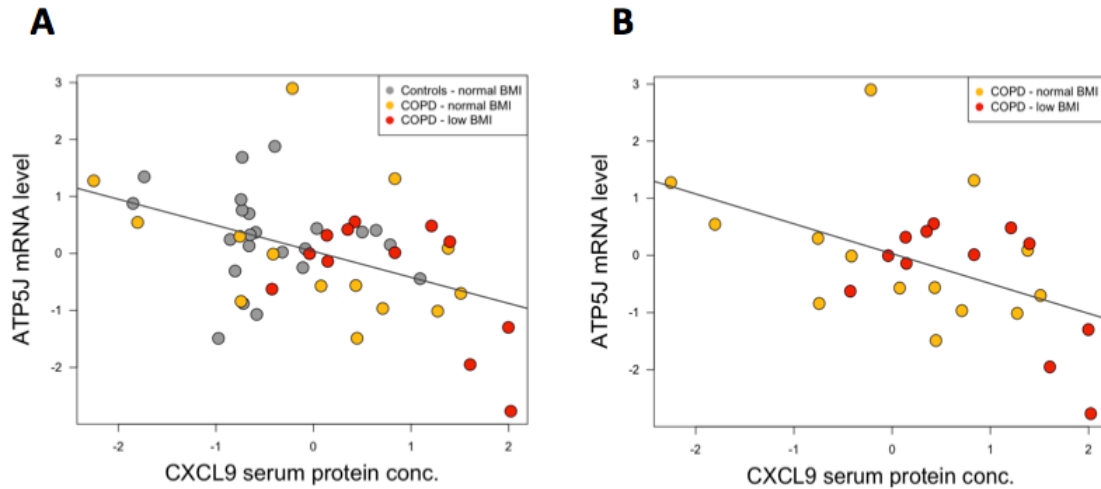 A
B
3
2
1
0
-1
-2
ATP5J mRNA level
Controls - normal BMI
COPD - normal BMI
COPD - low BMI
-2
-1
0
1
2
CXCL9 serum protein conc.
3
2
1
0
-1
-2
ATP5J mRNA level
COPD - normal BMI
COPD - low BMI
-2
-1
0
1
2
CXCL9 serum protein conc.